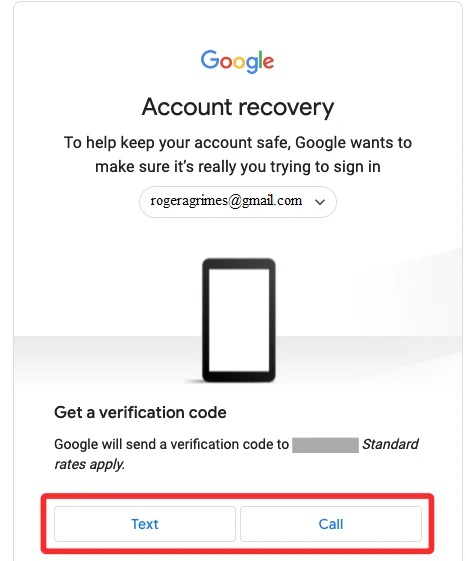 Google
Account recovery
To help keep your account safe, Google wants to
make sure it's really you trying to sign in
rogeragrimes@gmail.com
Get a verification code
Google will send a verification code to Standard
rates apply.
Text Call